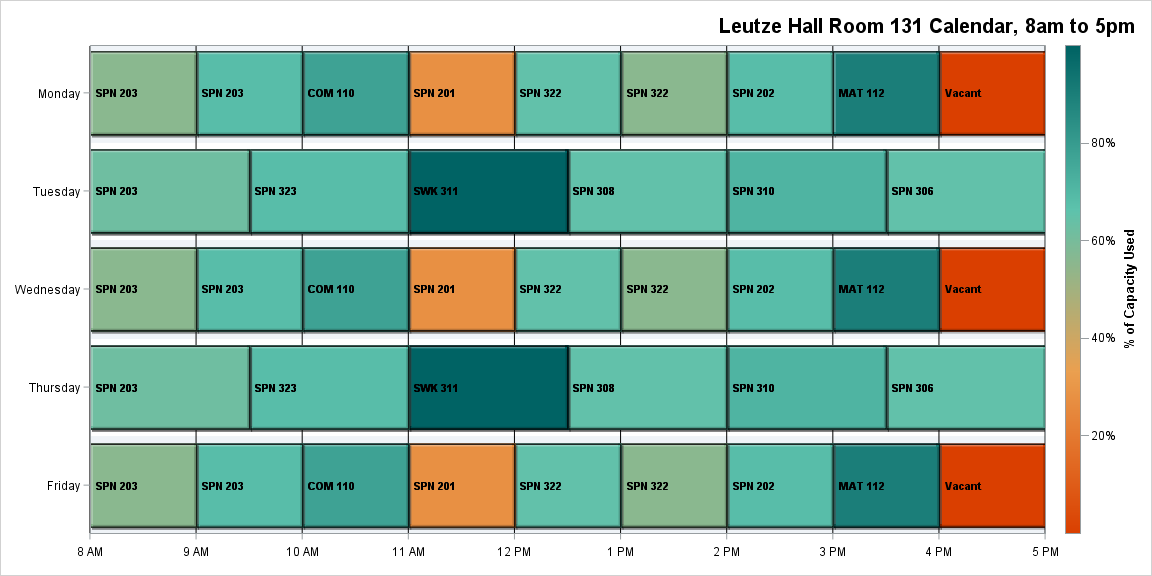 Leutze Hall Room 131 Calendar, 8am to 5pm
Monday
SPN 203
SPN 203
COM 110
SPN 201
SPN 322
SPN 322
SPN 202
MAT 112
Vacant
Tuesday
SPN 203
SPN 323
SWK 311
SPN 308
SPN 310
SPN 306
Wednesday
SPN 203
SPN 203
COM 110
SPN 201
SPN 322
SPN 322
SPN 202
MAT 112
Vacant
Thursday
SPN 203
SPN 323
SWK 311
SPN 308
SPN 310
SPN 306
Friday
SPN 203
SPN 203
COM 110
SPN 201
SPN 322
SPN 322
SPN 202
MAT 112
Vacant
8 AM
9 AM
10 AM
11 AM
12 PM
1 PM
2 PM
3 PM
4 PM
5 PM
80%
60%
40%
20%
% of Capacity Used